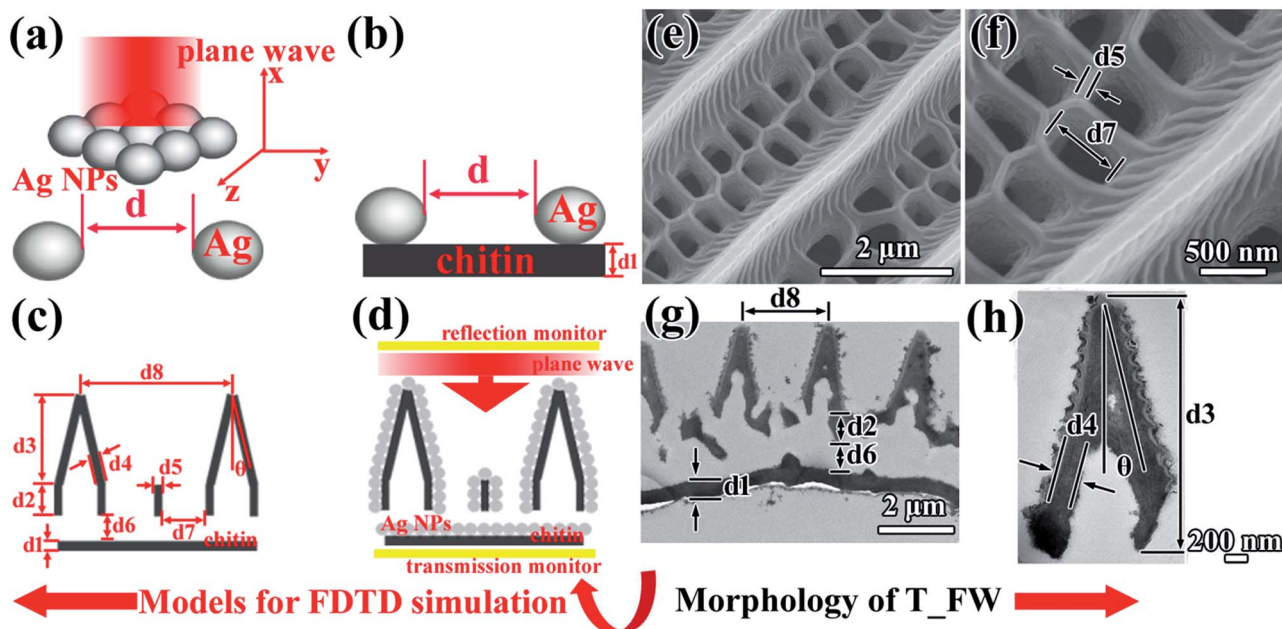 (a)
plane wave
x
y
z
Ag NPs
d
Ag
(b)
d
Ag
chitin
d1
(c)
d8
d3
d4
d5
θ
d2
d6
d7
chitin
d1
(d)
reflection monitor
plane wave
Ag NPs
chitin
transmission monitor
(e)
2 μm
(f)
d5
d7
500 nm
(g)
d8
d2
d6
d1
2 μm
(h)
d3
d4
θ
200 nm
Models for FDTD simulation
Morphology of T_FW